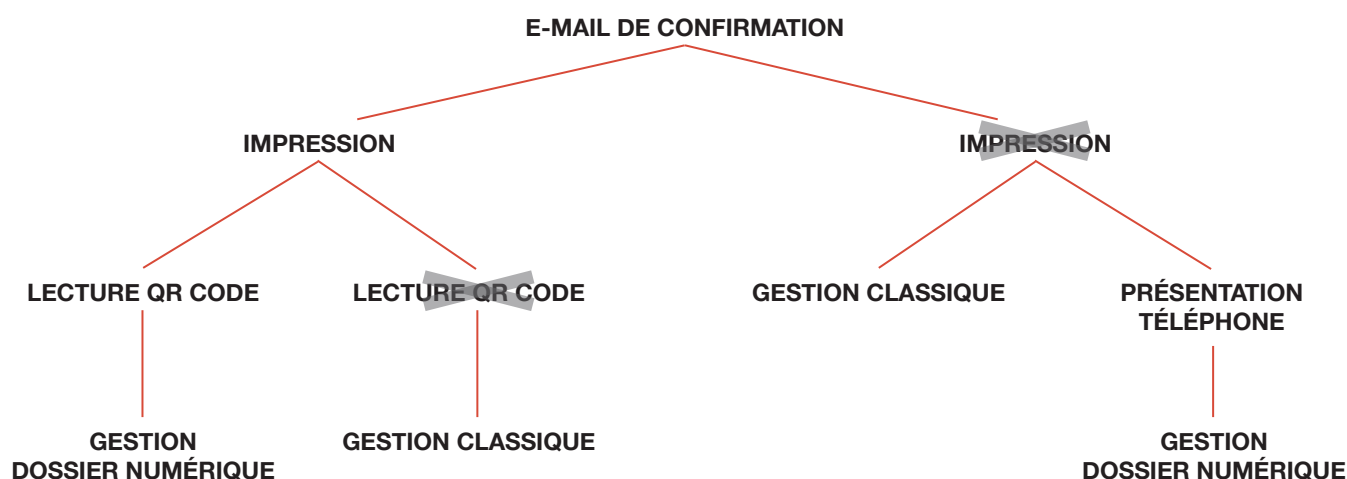 E-MAIL DE CONFIRMATION
IMPRESSION
IMPRESSION
LECTURE QR CODE
LECTURE QR CODE
GESTION CLASSIQUE
PRÉSENTATION
TÉLÉPHONE
GESTION
DOSSIER NUMÉRIQUE
GESTION CLASSIQUE
GESTION
DOSSIER NUMÉRIQUE